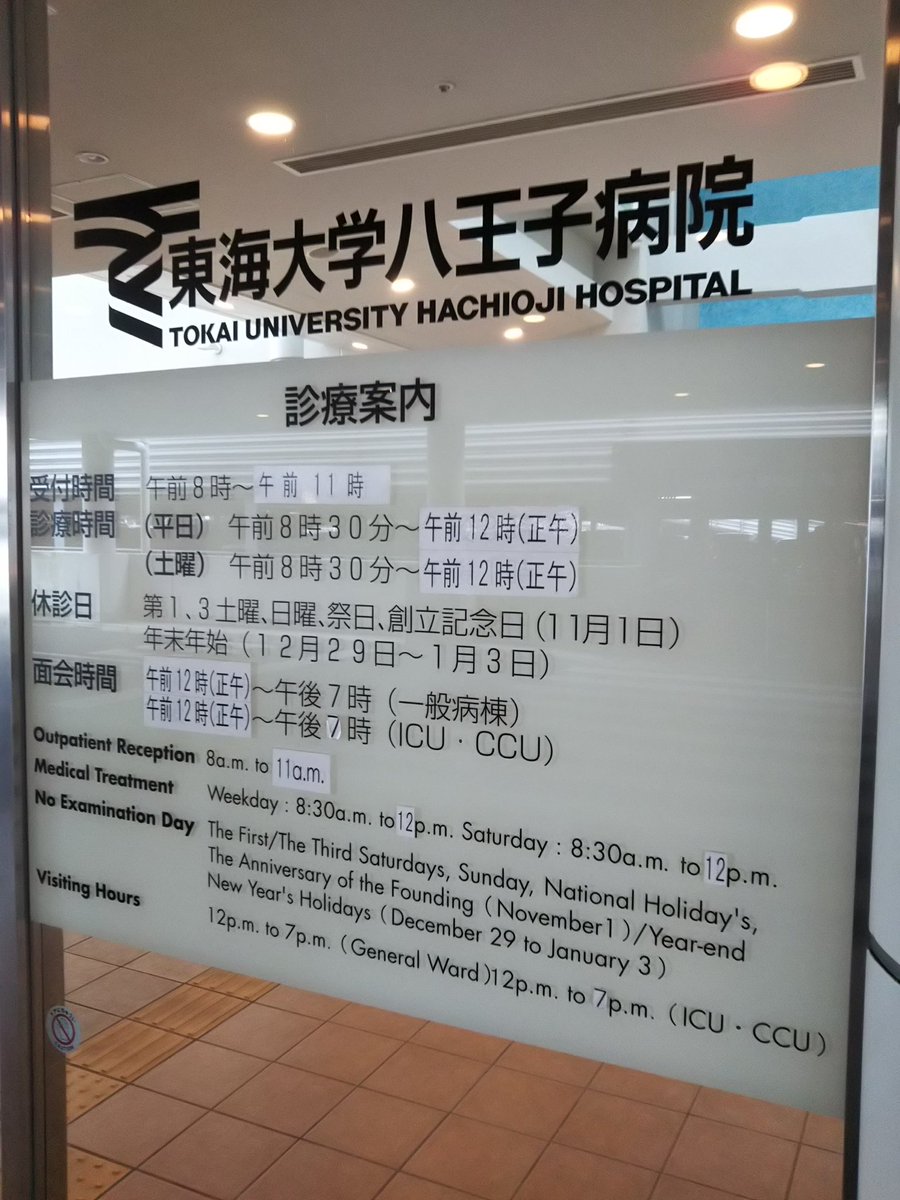 東海大学八王子病院
TOKAI UNIVERSITY HACHIOJI HOSPITAL
診療案内
受付時間 午前8時～午前11時
診療時間 (平日) 午前8時30分～午前12時(正午)
(土曜) 午前8時30分～午前12時(正午)
休診日 第1、3土曜、日曜、祭日、創立記念日(11月1日)
年末年始(12月29日～1月3日)
面会時間 午前12時(正午)～午後7時(一般病棟)
午前12時(正午)～午後7時(ICU・CCU)
Outpatient Reception 8a.m. to 11a.m.
Medical Treatment Weekday : 8:30a.m. to 12p.m. Saturday : 8:30a.m. to 12p.m.
No Examination Day The First/The Third Saturdays, Sunday, National Holiday's,
The Anniversary of the Founding (November1)/Year-end
New Year's Holidays (December 29 to January 3)
Visiting Hours 12p.m. to 7p.m. (General Ward)12p.m. to 7p.m. (ICU・CCU)